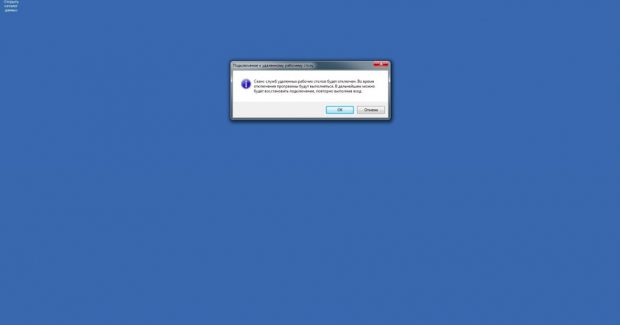 Открыть
каталог
данных
Подключение к удаленному рабочему столу
Сеанс служб удаленных рабочих столов будет отключен. Во время
отключения программы будут выполняться. В дальнейшем можно
будет восстановить подключение, повторно выполнив вход.
ОК
Отмена